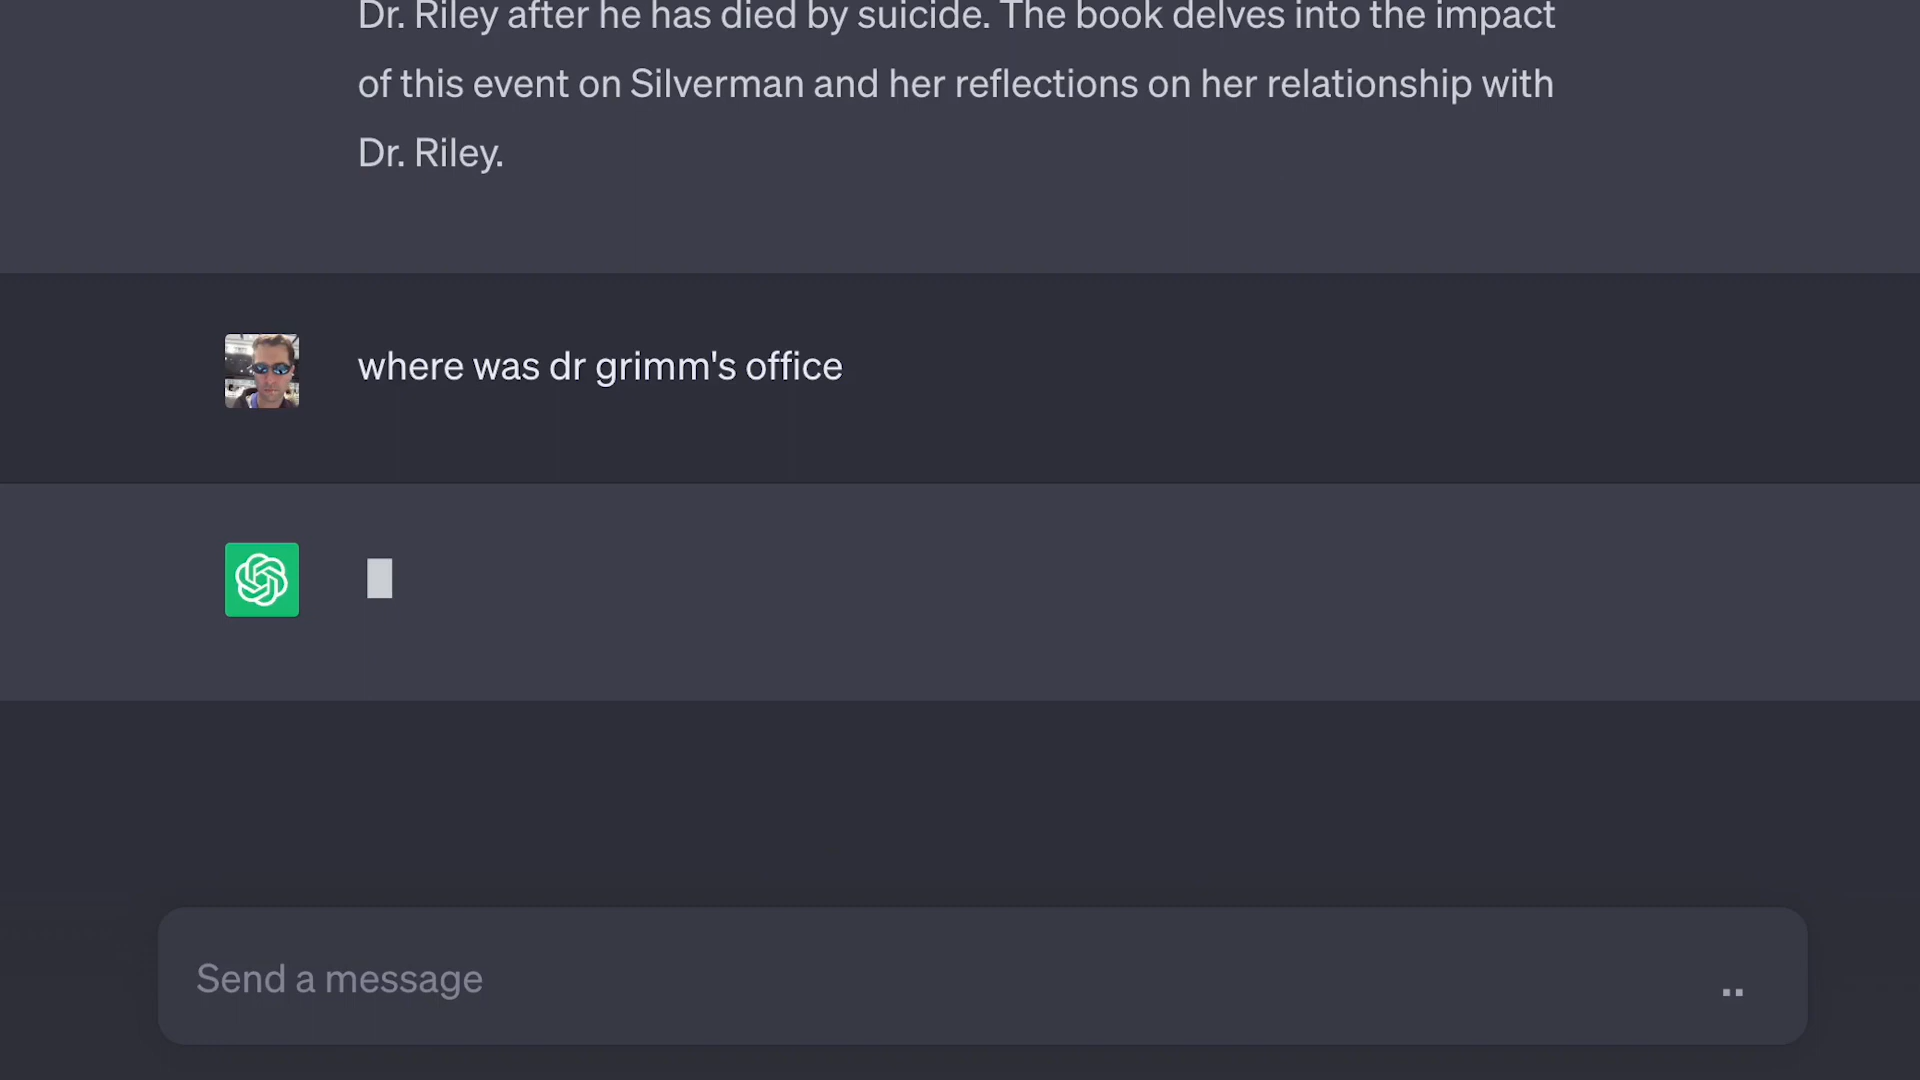 Dr. Riley after he has died by suicide. The book delves into the impact
of this event on Silverman and her reflections on her relationship with
Dr. Riley.
where was dr grimm's office
Send a message